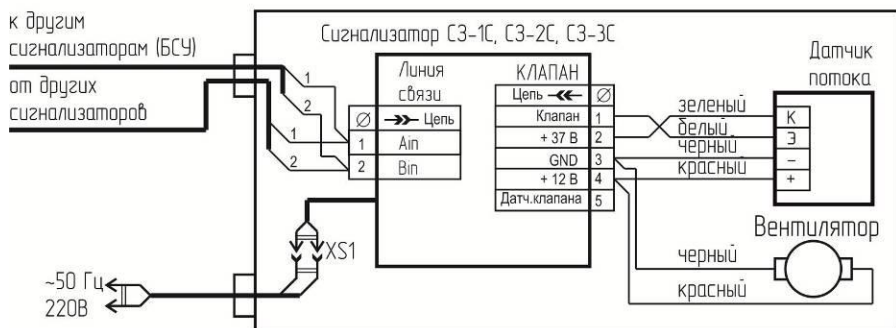 к другим
сигнализаторам (БСУ)
от других
сигнализаторов
~50 Гц
220В
1
2
1
2
XS1
Сигнализатор СЗ-1С, СЗ-2С, СЗ-3С
Линия
связи
Ø Цепь
1 Ain
2 Bin
КЛАПАН
Цепь Ø
Клапан 1
+ 37 В 2
GND 3
+ 12 В 4
Датч.клапана 5
зеленый
белый
черный
красный
Датчик
потока
К
Э
–
+
Вентилятор
черный
красный